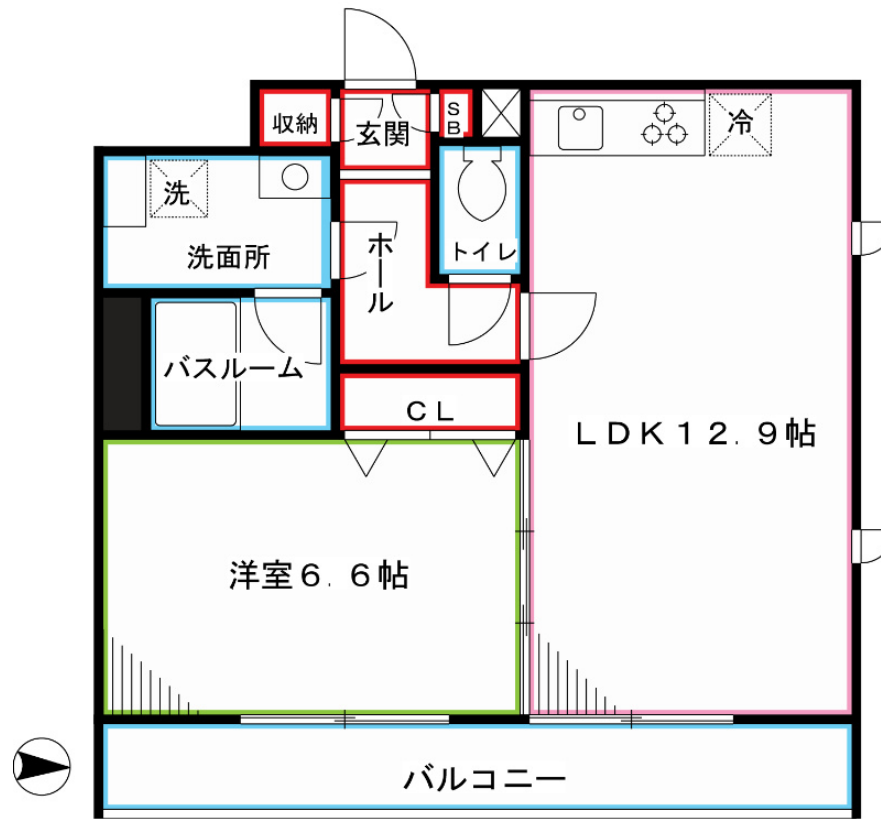 収納
玄関
SB
冷
洗
洗面所
ホール
トイレ
バスルーム
CL
LDK12.9帖
洋室6.6帖
バルコニー